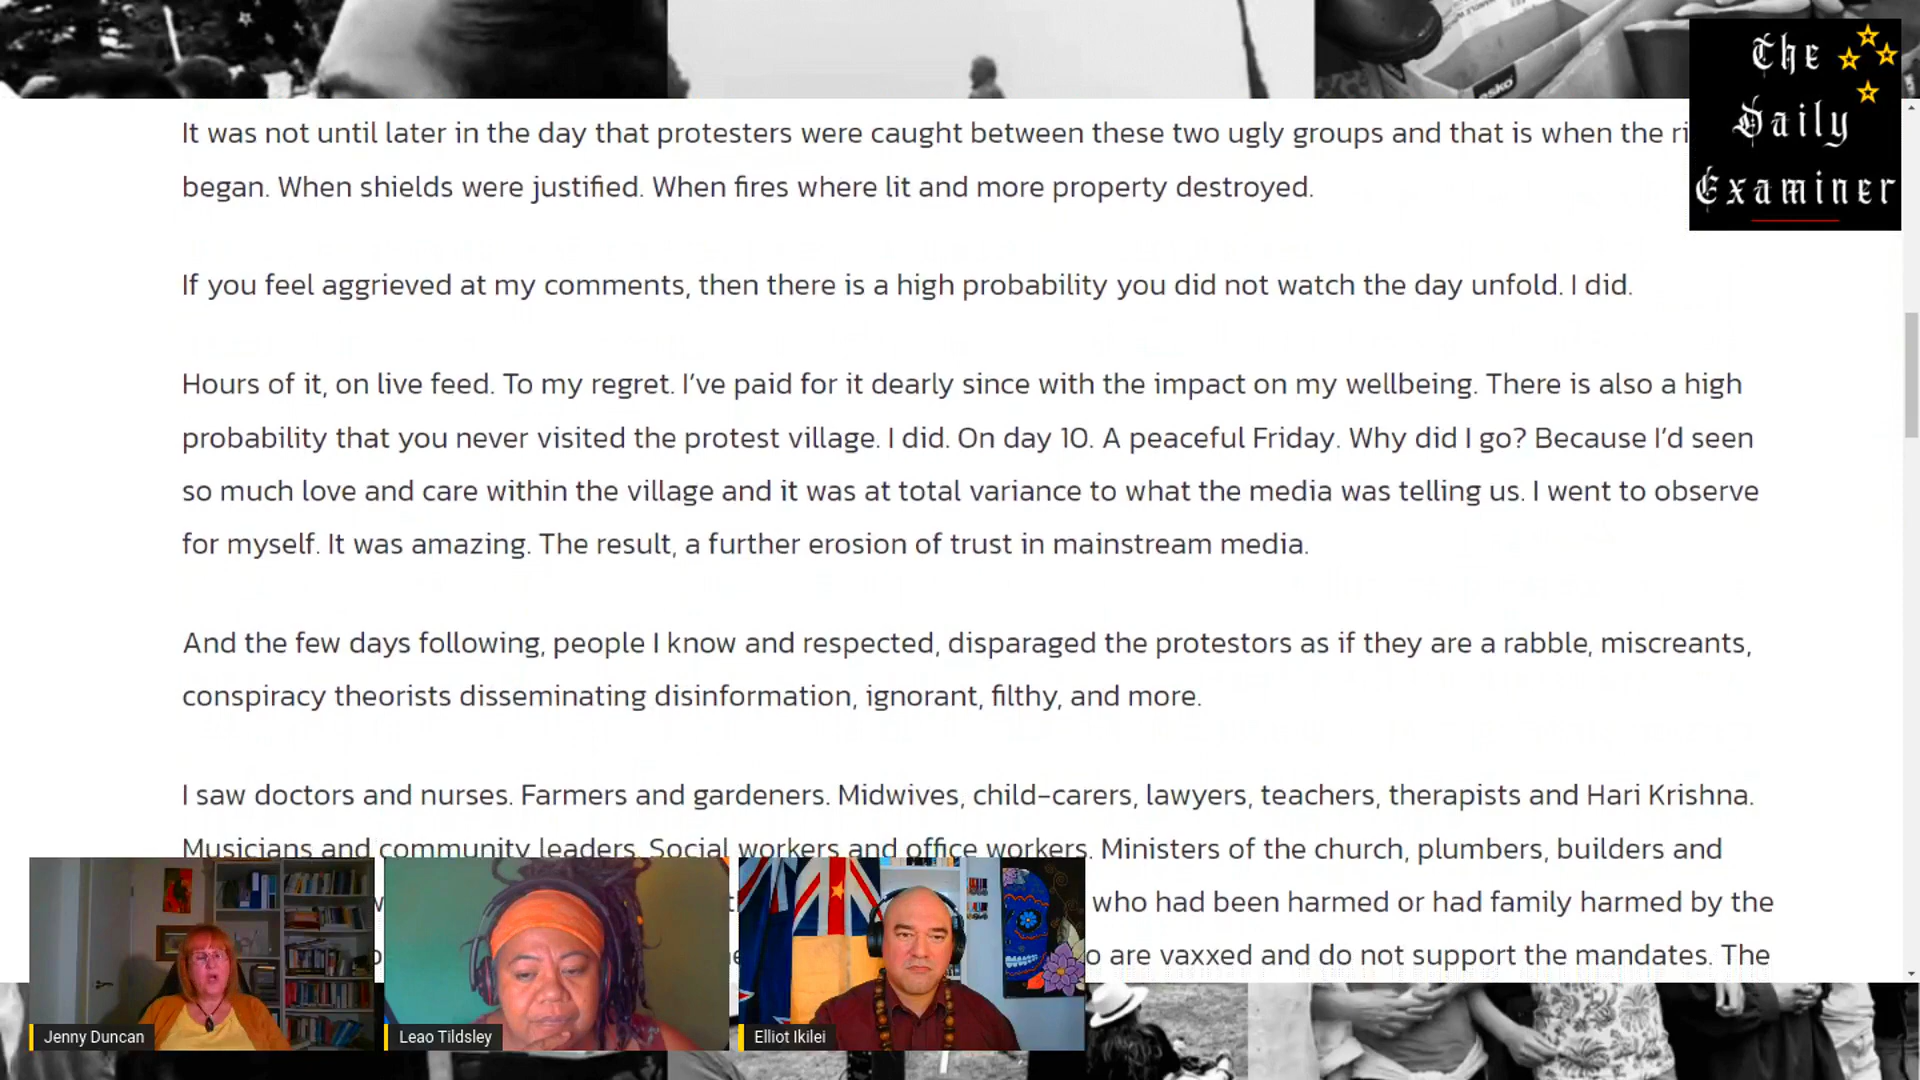 The
Daily
Examiner
esko
It was not until later in the day that protesters were caught between these two ugly groups and that is when the
began. When shields were justified. When fires where lit and more property destroyed.
If you feel aggrieved at my comments, then there is a high probability you did not watch the day unfold. I did.
Hours of it, on live feed. To my regret. I’ve paid for it dearly since with the impact on my wellbeing. There is also a high
probability that you never visited the protest village. I did. On day 10. A peaceful Friday. Why did I go? Because I’d seen
so much love and care within the village and it was at total variance to what the media was telling us. I went to observe
for myself. It was amazing. The result, a further erosion of trust in mainstream media.
And the few days following, people I know and respected, disparaged the protestors as if they are a rabble, miscreants,
conspiracy theorists disseminating disinformation, ignorant, filthy, and more.
I saw doctors and nurses. Farmers and gardeners. Midwives, child-carers, lawyers, teachers, therapists and Hari Krishna.
Musicians and community leaders. Social workers and office workers. Ministers of the church, plumbers, builders and
who had been harmed or had family harmed by the
are vaxxed and do not support the mandates. The
Jenny Duncan
Leao Tildsley
Elliot Ikilei